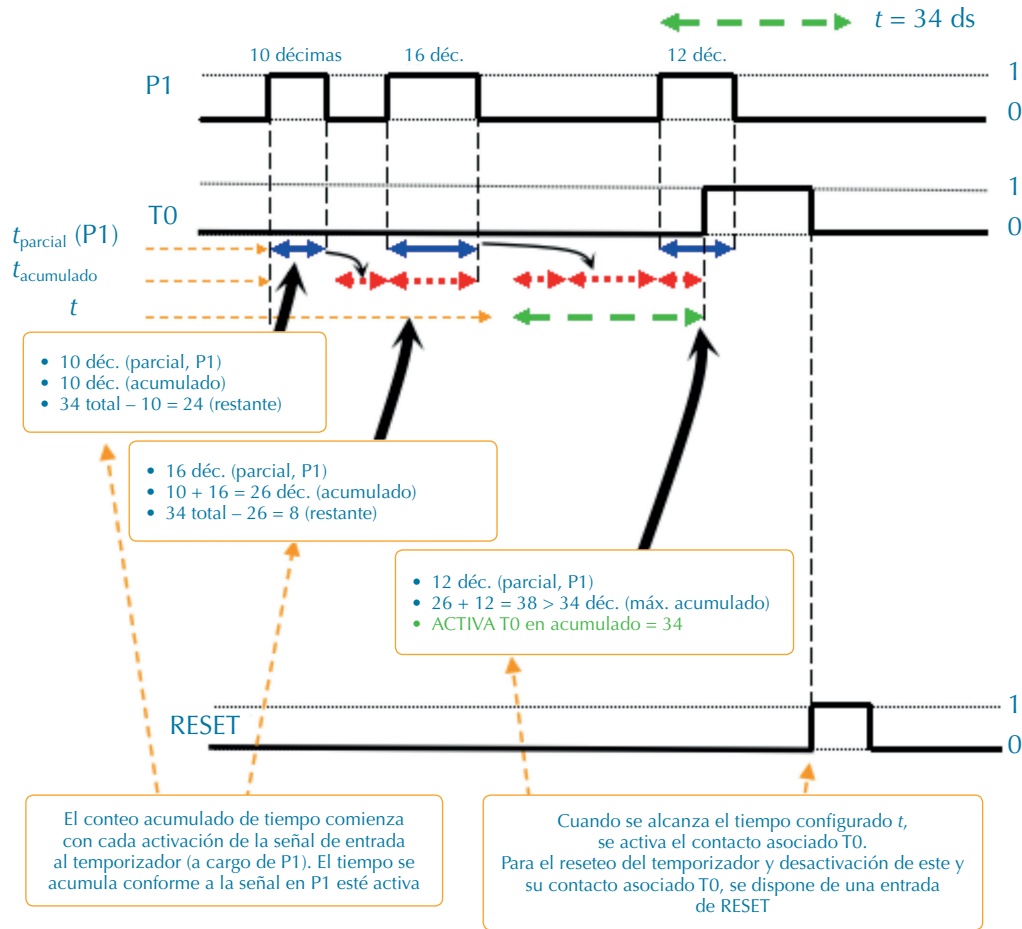 t = 34 ds
10 décimas
16 déc.
12 déc.
P1
1
0
T0
1
0
tparcial (P1)
tacumulado
t
• 10 déc. (parcial, P1)
• 10 déc. (acumulado)
• 34 total – 10 = 24 (restante)
• 16 déc. (parcial, P1)
• 10 + 16 = 26 déc. (acumulado)
• 34 total – 26 = 8 (restante)
• 12 déc. (parcial, P1)
• 26 + 12 = 38 > 34 déc. (máx. acumulado)
• ACTIVA T0 en acumulado = 34
RESET
1
0
El conteo acumulado de tiempo comienza
con cada activación de la señal de entrada
al temporizador (a cargo de P1). El tiempo se
acumula conforme a la señal en P1 esté activa
Cuando se alcanza el tiempo configurado t,
se activa el contacto asociado T0.
Para el reseteo del temporizador y desactivación de este y
su contacto asociado T0, se dispone de una entrada
de RESET